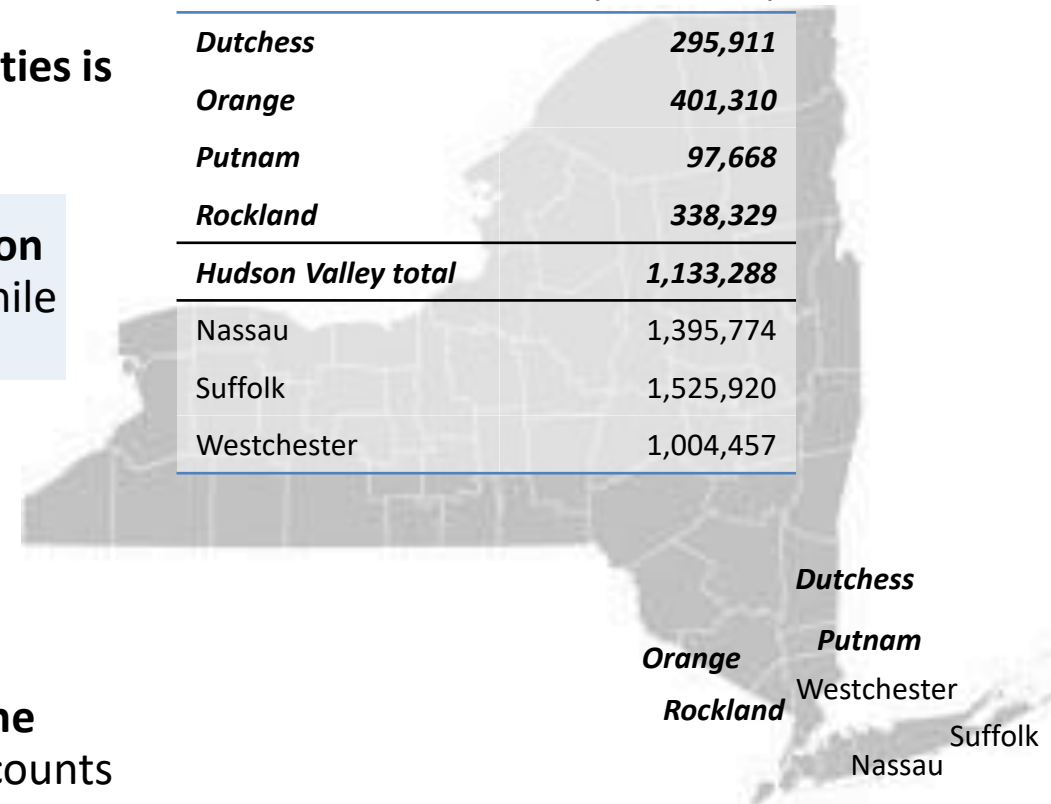 ties is
on
hile
ne
counts
Dutchess 295,911
Orange 401,310
Putnam 97,668
Rockland 338,329
Hudson Valley total 1,133,288
Nassau 1,395,774
Suffolk 1,525,920
Westchester 1,004,457
Dutchess
Putnam
Orange
Westchester
Rockland
Suffolk
Nassau